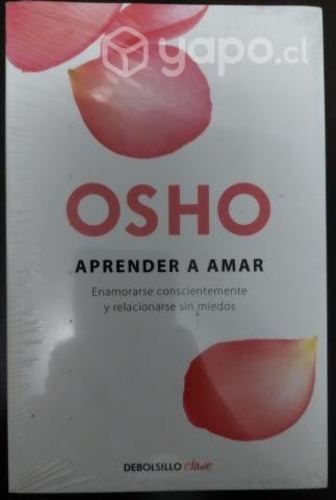 yapo.cl
OSHO
APRENDER A AMAR
Enamorarse conscientemente
y relacionarse sin miedos
DEBOLSILLO clave